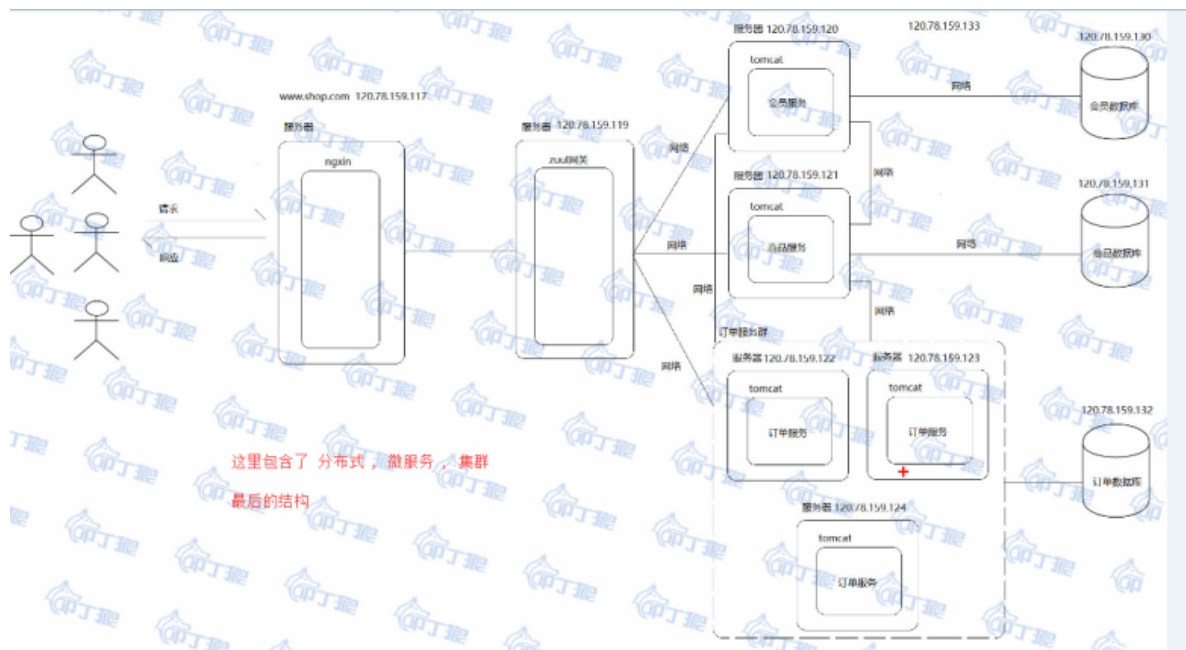 服务器 120.78.159.120
120.78.159.133
120.78.159.130
tomcat
会员服务
网络
会员数据库
www.shop.com 120.78.159.117
服务器
ngxin
服务器 120.78.159.119
zuul网关
网络
网络
服务器 120.78.159.121
120.78.159.131
tomcat
商品服务
网络
商品数据库
请求
响应
网络
网络
网络
网络
订单服务群
服务器 120.78.159.122
服务器 120.78.159.123
tomcat
订单服务
tomcat
订单服务
120.78.159.132
订单数据库
这里包含了 分布式 ， 微服务 ， 集群
最后的结构
服务器 120.78.159.124
tomcat
订单服务
叩丁狼